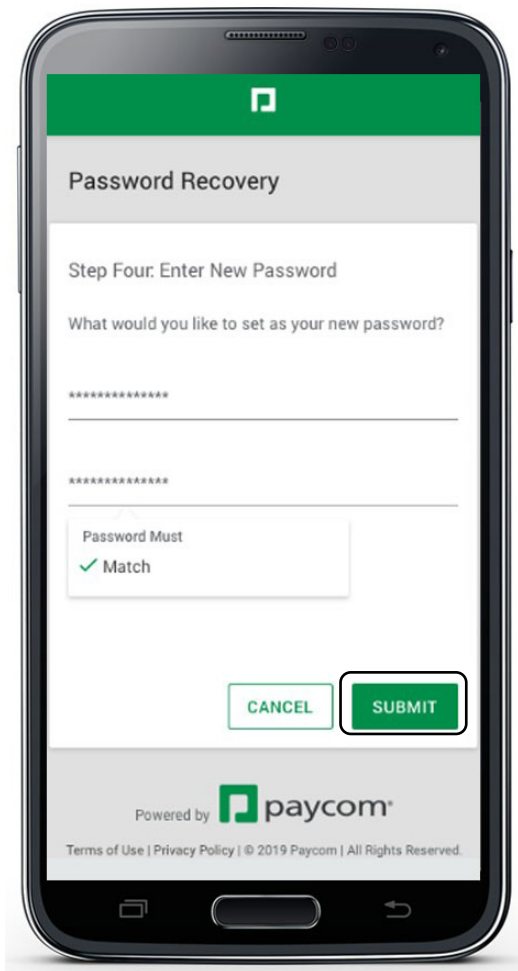 Password Recovery
Step Four: Enter New Password
What would you like to set as your new password?
**************
**************
Password Must
Match
CANCEL
SUBMIT
Powered by paycom
Terms of Use | Privacy Policy | © 2019 Paycom | All Rights Reserved.